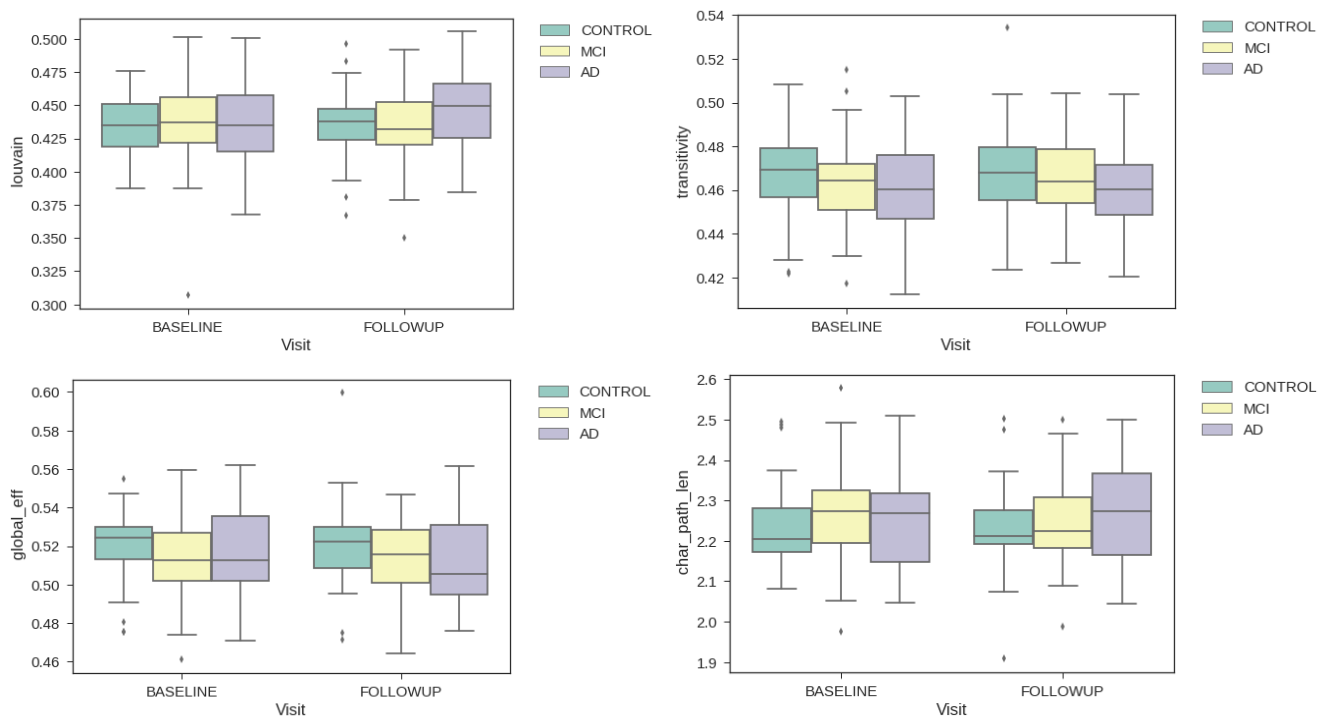 0.500
0.475
0.450
0.425
0.400
0.375
0.350
0.325
0.300
louvain
BASELINE
FOLLOWUP
Visit
CONTROL
MCI
AD
0.54
0.52
0.50
0.48
0.46
0.44
0.42
transitivity
BASELINE
FOLLOWUP
Visit
CONTROL
MCI
AD
0.60
0.58
0.56
0.54
0.52
0.50
0.48
0.46
global_eff
BASELINE
FOLLOWUP
Visit
CONTROL
MCI
AD
2.6
2.5
2.4
2.3
2.2
2.1
2.0
1.9
char_path_len
BASELINE
FOLLOWUP
Visit
CONTROL
MCI
AD